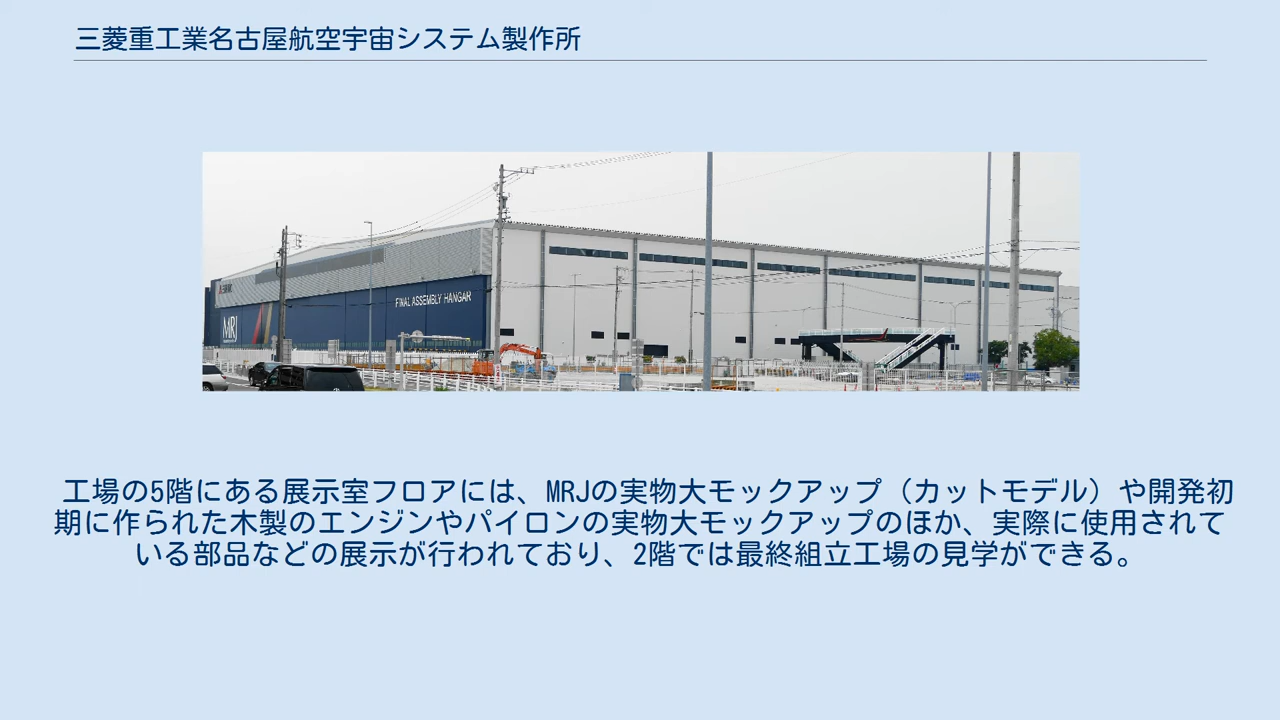 三菱重工業名古屋航空宇宙システム製作所
FINAL ASSEMBLY HANGAR
MRJ
工場の5階にある展示室フロアには、MRJの実物大モックアップ（カットモデル）や開発初
期に作られた木製のエンジンやパイロンの実物大モックアップのほか、実際に使用されて
いる部品などの展示が行われており、2階では最終組立工場の見学ができる。